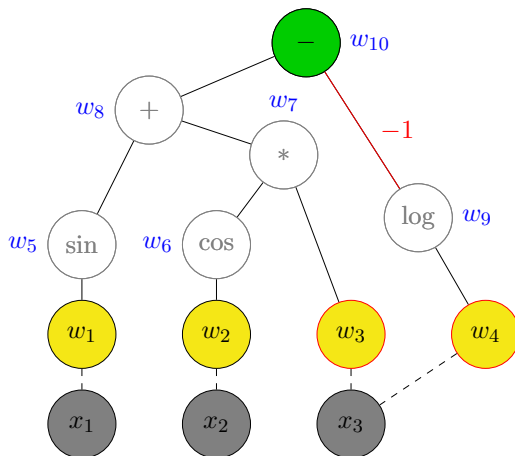 − w₁₀
w₈ + w₇
∗ −1
w₅ sin w₆ cos log w₉
w₁ w₂ w₃ w₄
x₁ x₂ x₃